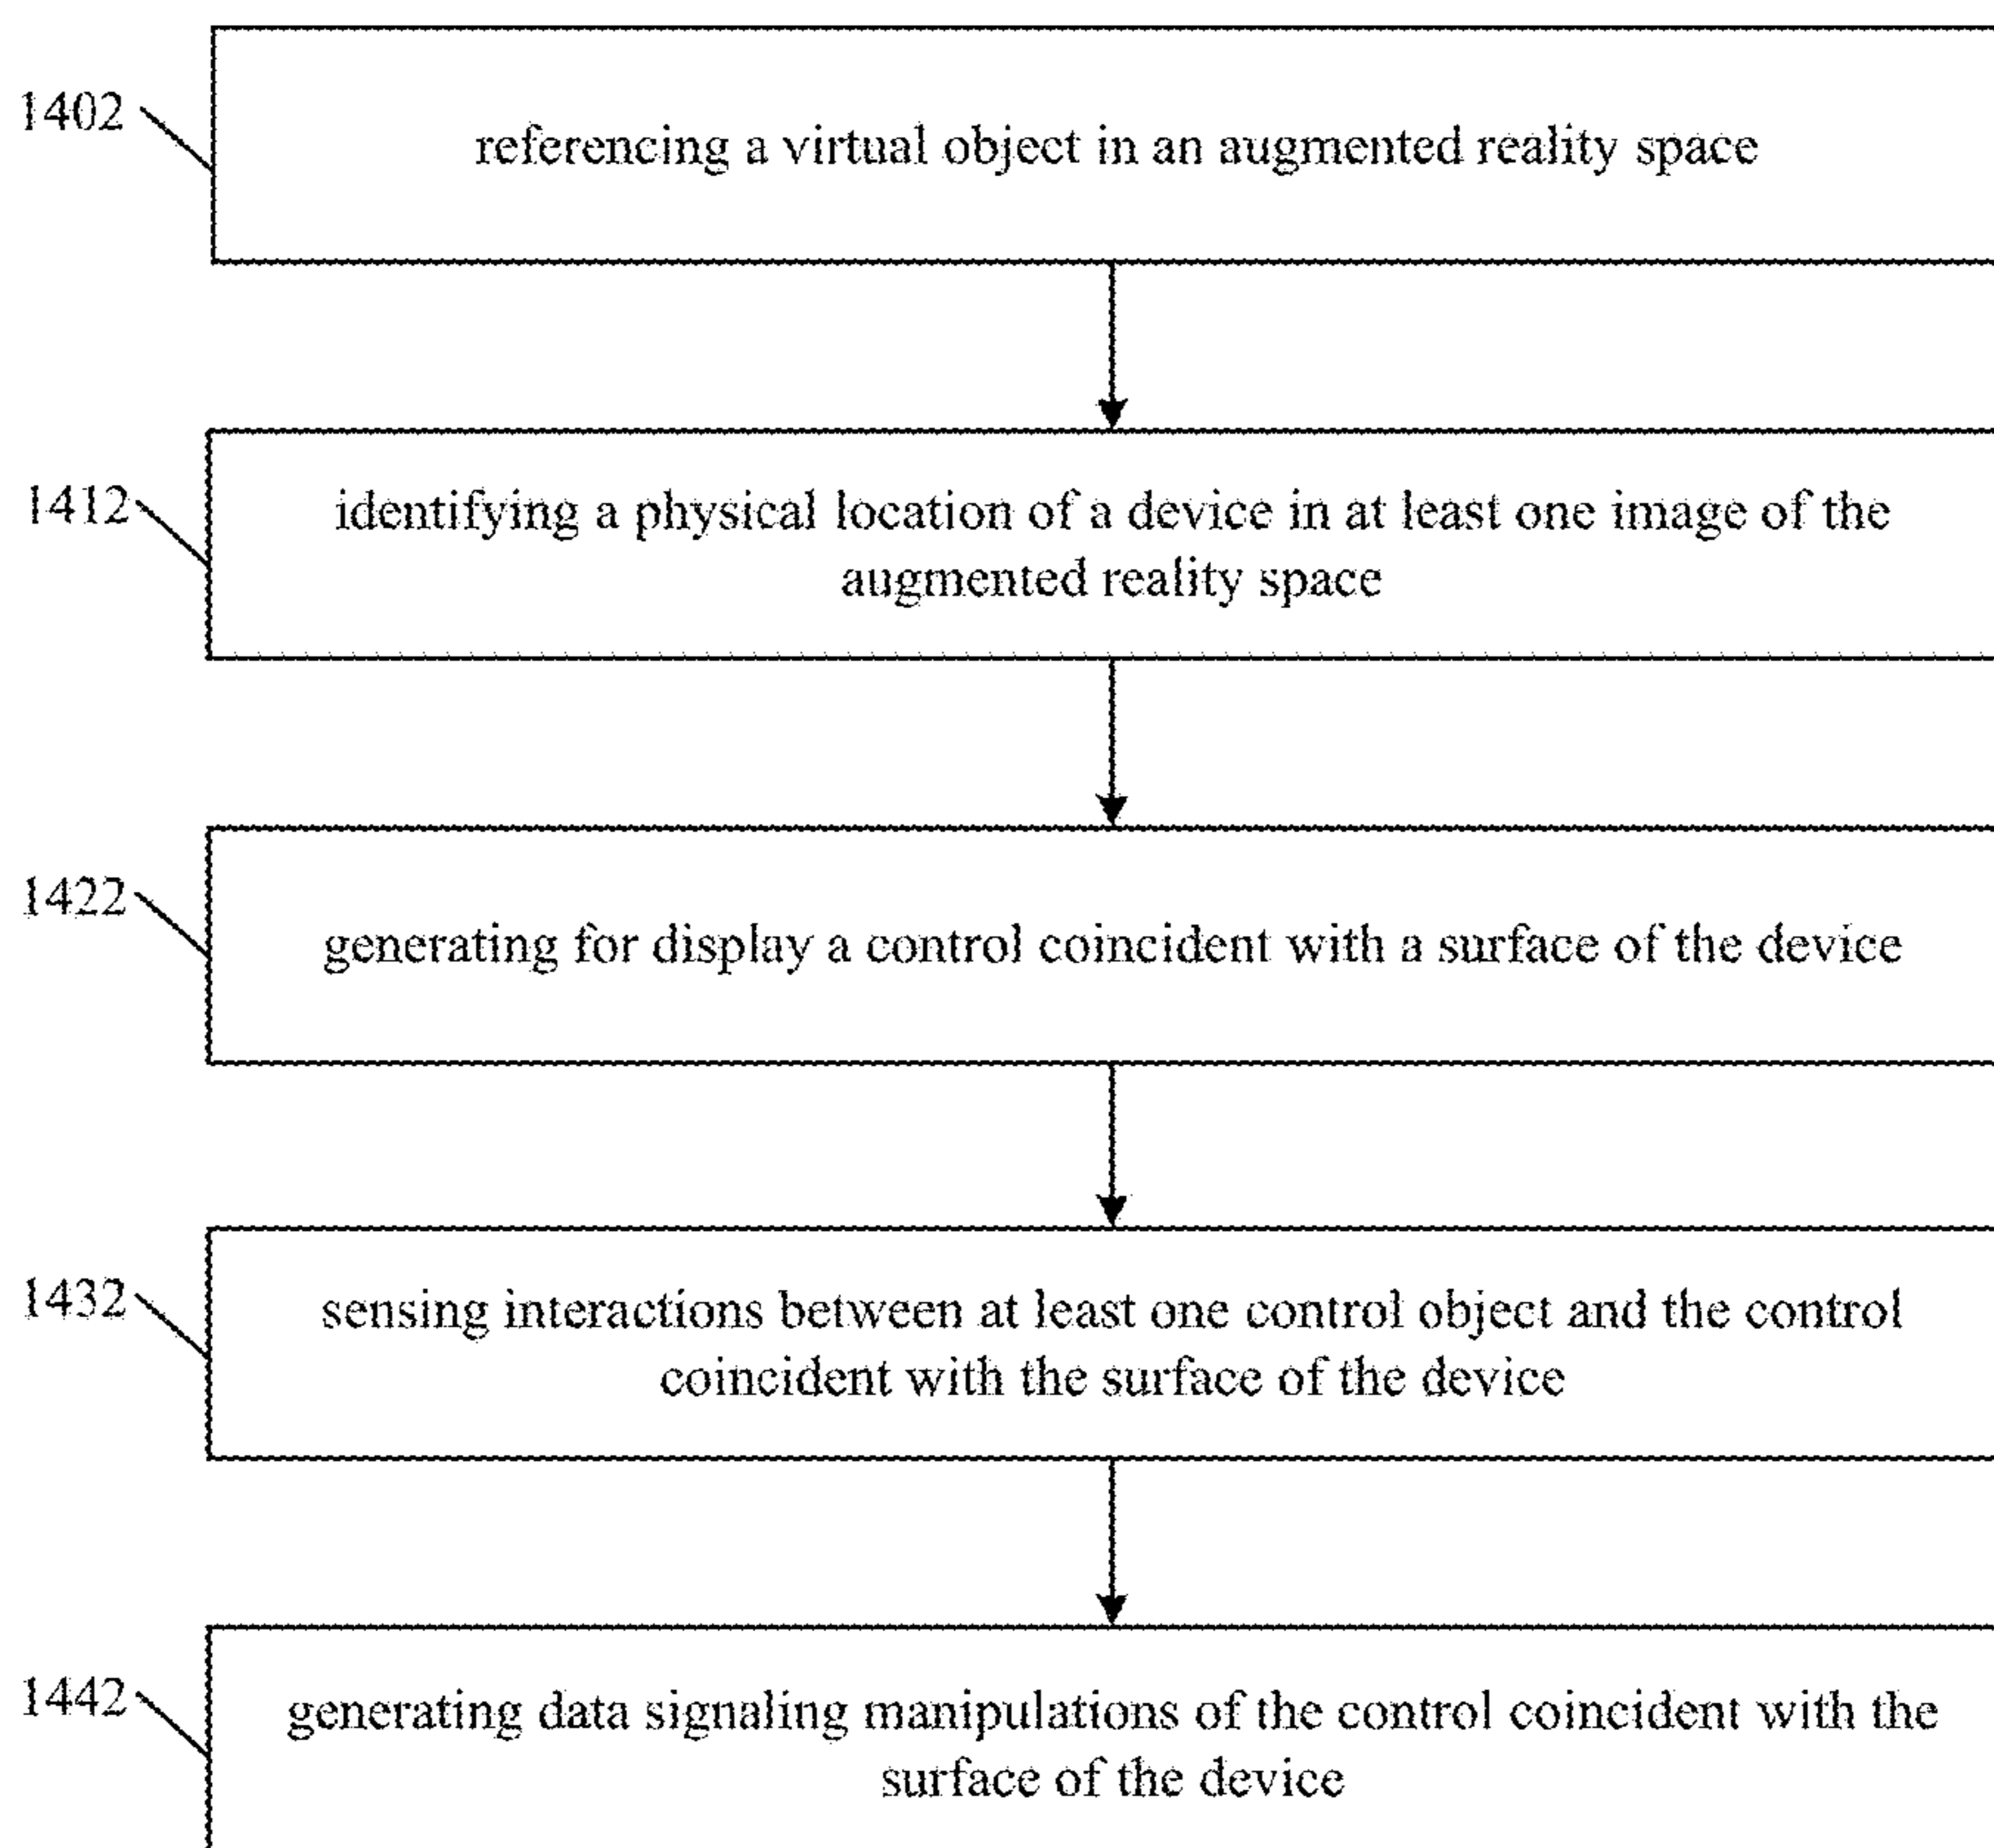 1402
referencing a virtual object in an augmented reality space
1412
identifying a physical location of a device in at least one image of the
augmented reality space
1422
generating for display a control coincident with a surface of the device
1432
sensing interactions between at least one control object and the control
coincident with the surface of the device
1442
generating data signaling manipulations of the control coincident with the
surface of the device